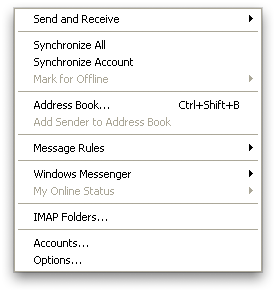 Send and Receive
Synchronize All
Synchronize Account
Mark for Offline
Address Book... Ctrl+Shift+B
Add Sender to Address Book
Message Rules
Windows Messenger
My Online Status
IMAP Folders...
Accounts...
Options...